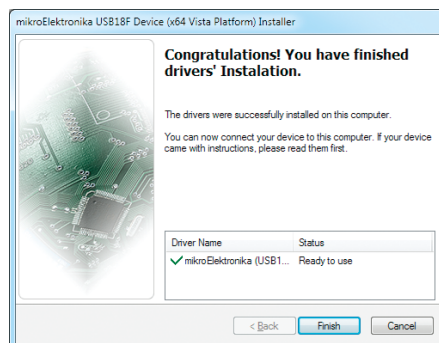 mikroElektronika USB18F Device (x64 Vista Platform) Installer
Congratulations! You have finished
drivers' Instalation.
The drivers were successfully installed on this computer.
You can now connect your device to this computer. If your device
came with instructions, please read them first.
Driver Name Status
mikroElektronika (USB1... Ready to use
< Back Finish Cancel